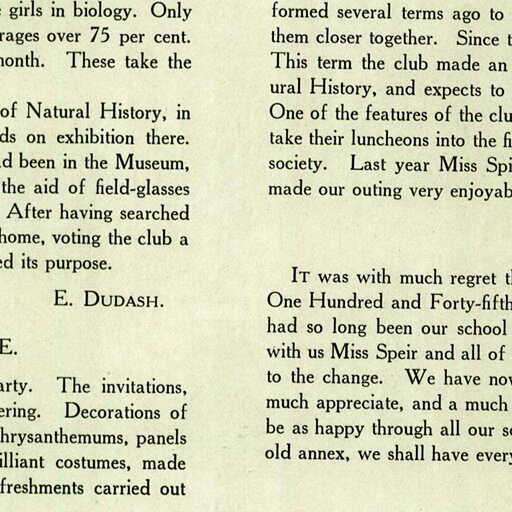 girls in biology. Only
rages over 75 per cent.
month. These take the
of Natural History, in
ds on exhibition there.
d been in the Museum,
the aid of field-glasses
After having searched
home, voting the club a
ed its purpose.
E. DUDASH.
E.
arty. The invitations,
ering. Decorations of
hrysanthemums, panels
illiant costumes, made
freshments carried out
formed several terms ago to
them closer together. Since t
This term the club made an
ural History, and expects to
One of the features of the clu
take their luncheons into the fi
society. Last year Miss Spei
made our outing very enjoyab
IT was with much regret th
One Hundred and Forty-fifth
had so long been our school
with us Miss Speir and all of
to the change. We have now
much appreciate, and a much
be as happy through all our s
old annex, we shall have every